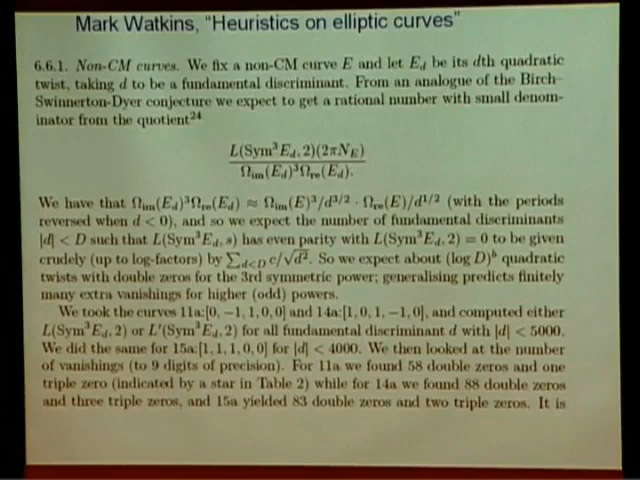 Mark Watkins, "Heuristics on elliptic curves"
6.6.1. Non-CM curves. We fix a non-CM curve E and let E_d be its dth quadratic
twist, taking d to be a fundamental discriminant. From an analogue of the Birch–
Swinnerton-Dyer conjecture we expect to get a rational number with small denom-
inator from the quotient²⁴
L(Sym³E_d, 2)(2πN_E)
Ω_im(E_d)³Ω_re(E_d).
We have that Ω_im(E_d)³Ω_re(E_d) ≈ Ω_im(E)³/d^{3/2} · Ω_re(E)/d^{1/2} (with the periods
reversed when d < 0), and so we expect the number of fundamental discriminants
|d| < D such that L(Sym³E_d, s) has even parity with L(Sym³E_d, 2) = 0 to be given
crudely (up to log-factors) by ∑_{d<D} c/√d². So we expect about (log D)^b quadratic
twists with double zeros for the 3rd symmetric power; generalising predicts finitely
many extra vanishings for higher (odd) powers.
We took the curves 11a:[0, −1, 1, 0, 0] and 14a:[1, 0, 1, −1, 0], and computed either
L(Sym³E_d, 2) or L′(Sym³E_d, 2) for all fundamental discriminant d with |d| < 5000.
We did the same for 15a:[1, 1, 1, 0, 0] for |d| < 4000. We then looked at the number
of vanishings (to 9 digits of precision). For 11a we found 58 double zeros and one
triple zero (indicated by a star in Table 2) while for 14a we found 88 double zeros
and three triple zeros, and 15a yielded 83 double zeros and two triple zeros. It is